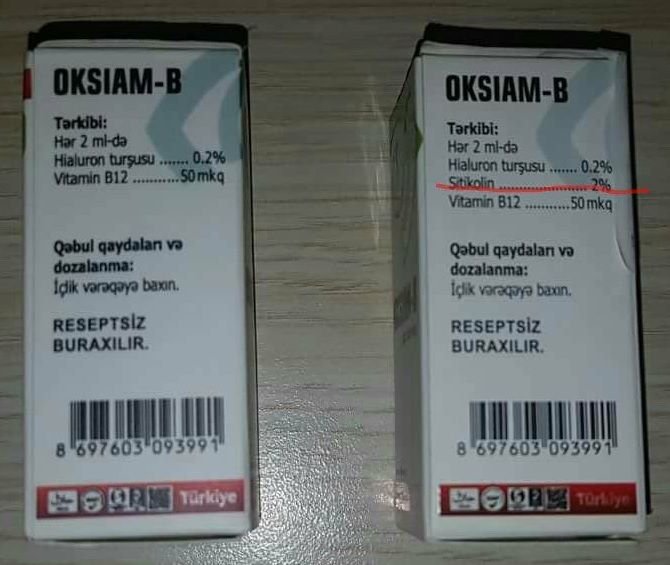 OKSIAM-B
Tərkibi:
Hər 2 ml-də
Hialuron turşusu ....... 0.2%
Vitamin B12 ........... 50 mkq
Qəbul qaydaları və
dozalanma:
İçlik vərəqəyə baxın.
RESEPTSİZ
BURAXILIR.
8 697603 093991
Türkiye
OKSIAM-B
Tərkibi:
Hər 2 ml-də
Hialuron turşusu ....... 0.2%
Sitikolin ...................... 2%
Vitamin B12 ........... 50 mkq
Qəbul qaydaları və
dozalanma:
İçlik vərəqəyə baxın.
RESEPTSİZ
BURAXILIR.
8 697603 093991
Türkiye